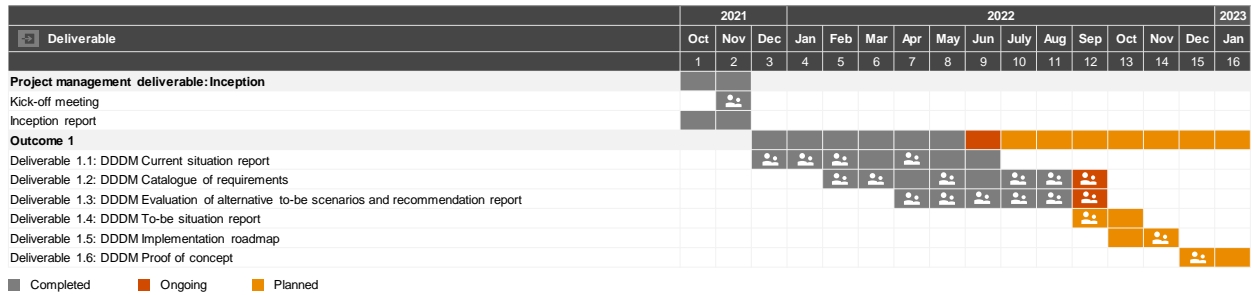 2021 2022 2023
Deliverable Oct Nov Dec Jan Feb Mar Apr May Jun July Aug Sep Oct Nov Dec Jan
1 2 3 4 5 6 7 8 9 10 11 12 13 14 15 16
Project management deliverable: Inception
Kick-off meeting
Inception report
Outcome 1
Deliverable 1.1: DDDM Current situation report
Deliverable 1.2: DDDM Catalogue of requirements
Deliverable 1.3: DDDM Evaluation of alternative to-be scenarios and recommendation report
Deliverable 1.4: DDDM To-be situation report
Deliverable 1.5: DDDM Implementation roadmap
Deliverable 1.6: DDDM Proof of concept
Completed Ongoing Planned